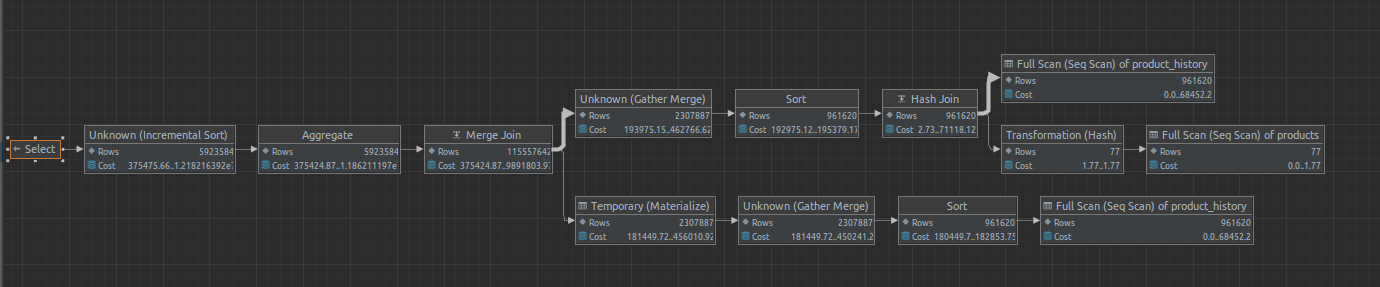 Select
Unknown (Incremental Sort)
Rows 5923584
Cost 375475.66..1.218216392e
Aggregate
Rows 5923584
Cost 375424.87..1.186211197e
Merge Join
Rows 115557642
Cost 375424.87..9891803.9
Unknown (Gather Merge)
Rows 2307887
Cost 193975.15..462766.62
Sort
Rows 961620
Cost 192975.12..195379.17
Hash Join
Rows 961620
Cost 2.73..71118.12
Full Scan (Seq Scan) of product_history
Rows 961620
Cost 0.0..68452.2
Transformation (Hash)
Rows 77
Cost 1.77..1.77
Full Scan (Seq Scan) of products
Rows 77
Cost 0.0..1.77
Temporary (Materialize)
Rows 2307887
Cost 181449.72..456010.92
Unknown (Gather Merge)
Rows 2307887
Cost 181449.72..450241.2
Sort
Rows 961620
Cost 180449.7..182853.75
Full Scan (Seq Scan) of product_history
Rows 961620
Cost 0.0..68452.2